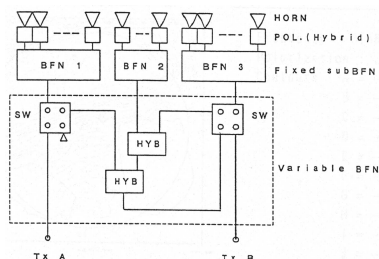 HORN
POL.(Hybrid)
BFN 1 BFN 2 BFN 3 Fixed subBFN
SW SW
HYB
HYB
Variable BFN
Tx A Tx B